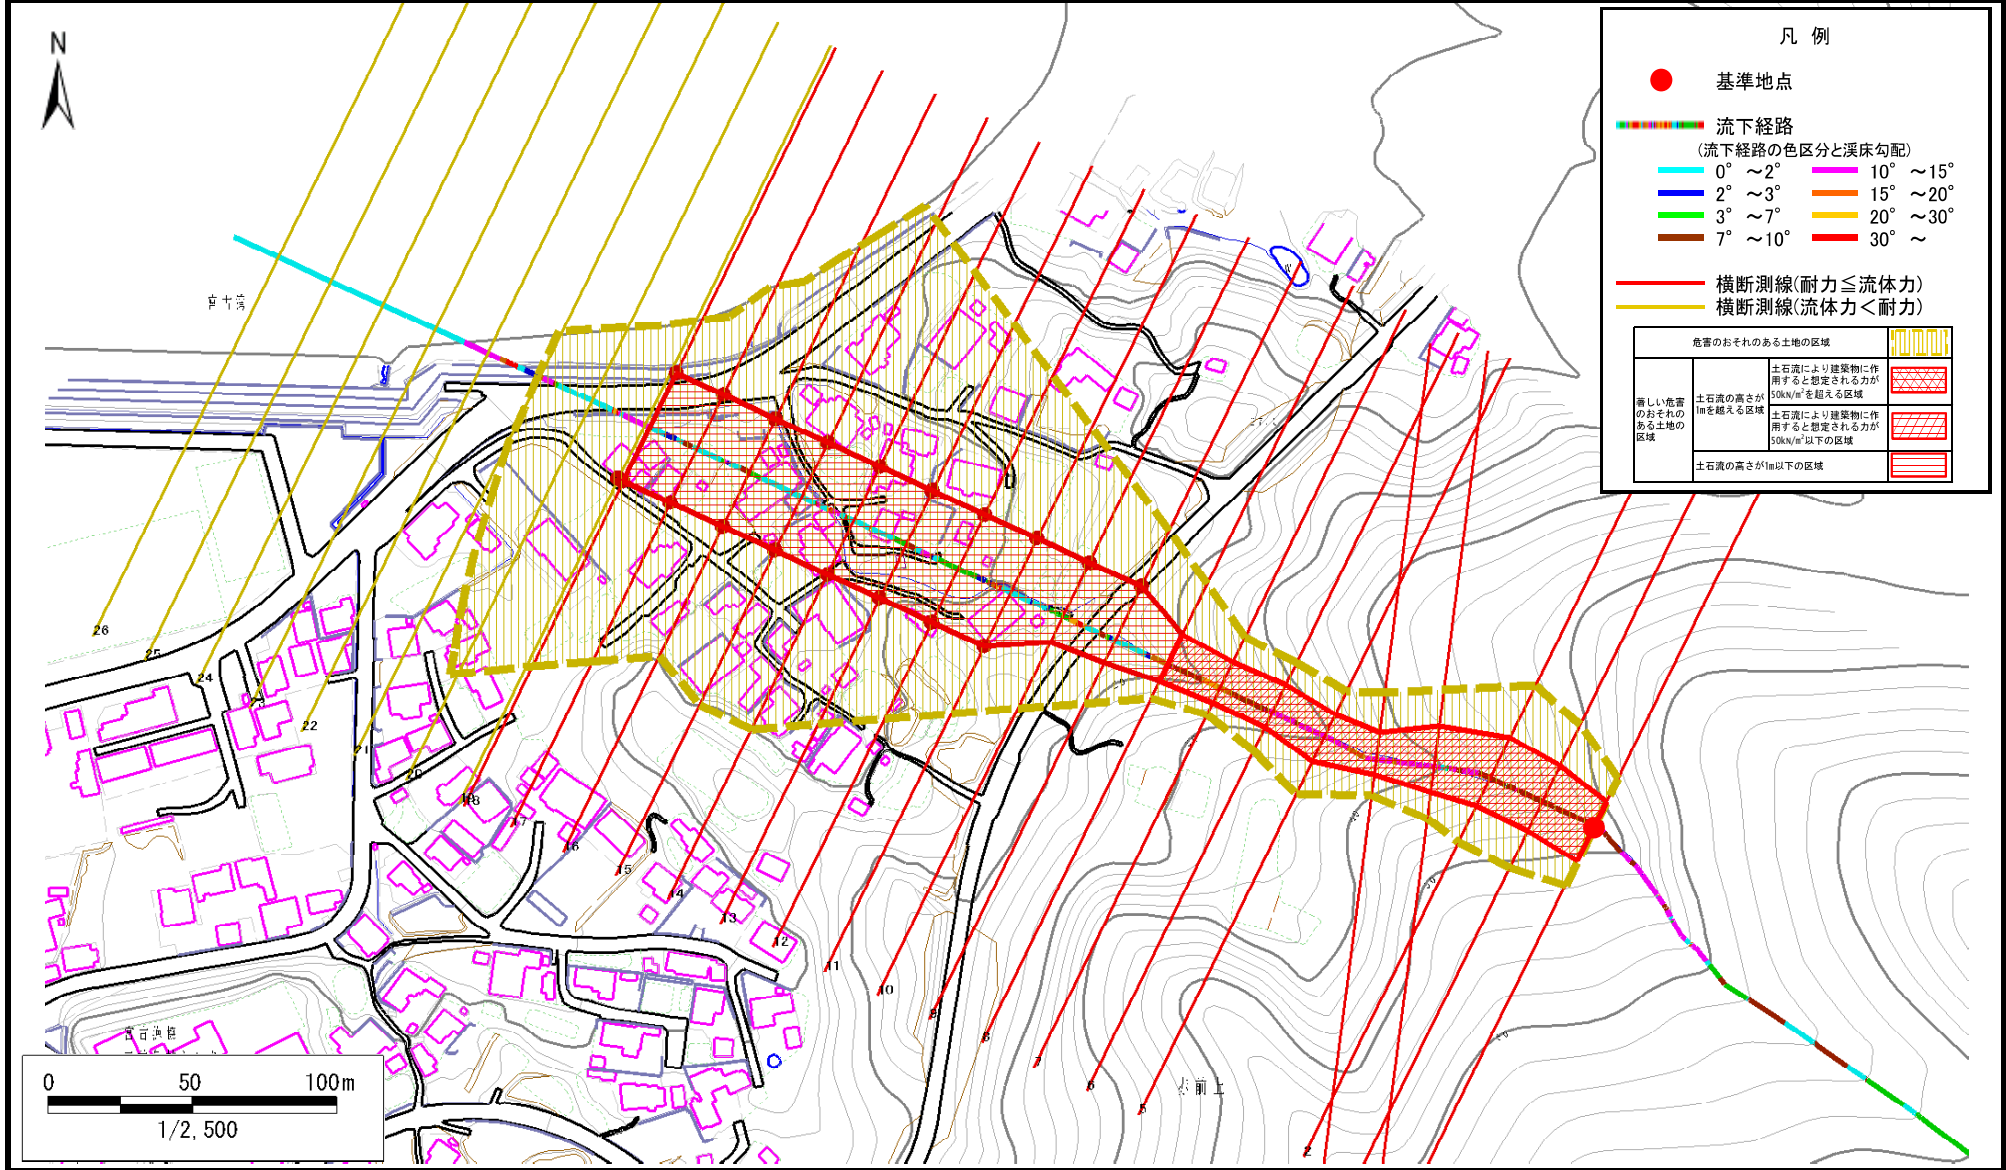 N
凡 例
基準地点
流下経路
(流下経路の色区分と渓床勾配)
0° ～2°
10° ～15°
2° ～3°
15° ～20°
3° ～7°
20° ～30°
7° ～10°
30° ～
横断測線(耐力≦流体力)
横断測線(流体力＜耐力)
危害のおそれのある土地の区域
著しい危害
のおそれの
ある土地の
区域
土石流の高さが
1mを越える区域
土石流により建築物に作
用すると想定される力が
50kN/m²を超える区域
土石流により建築物に作
用すると想定される力が
50kN/m²以下の区域
土石流の高さが1m以下の区域
26
25
24
23
22
21
20
19
18
17
16
15
14
13
12
11
10
9
8
7
6
5
2
0 50 100m
1/2,500